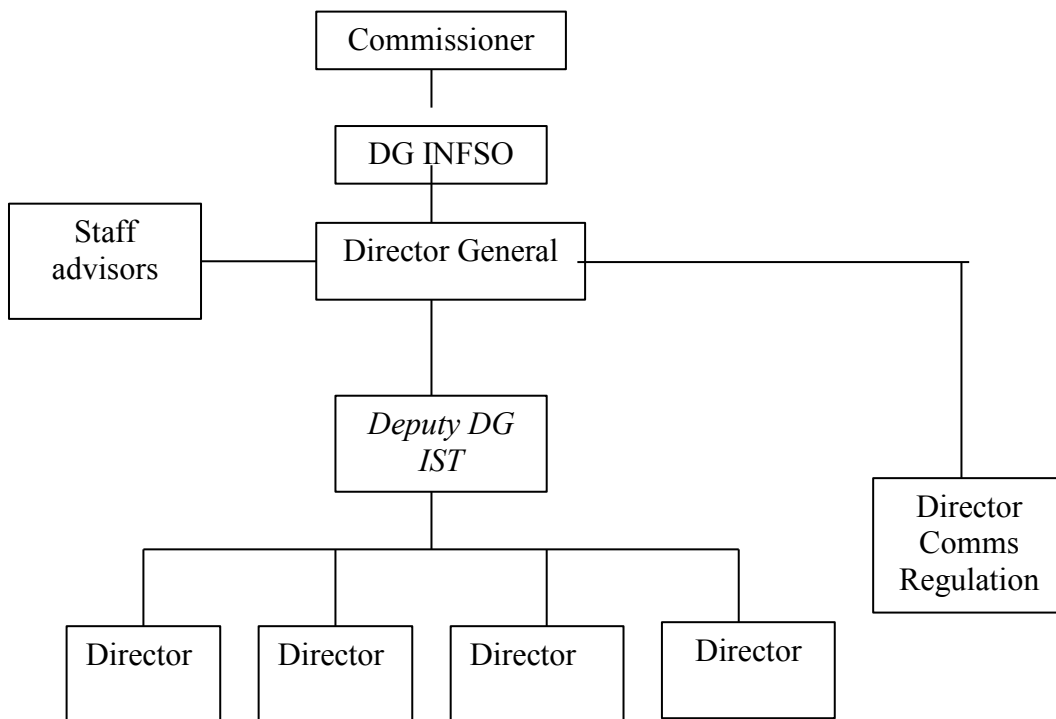 Commissioner
DG INFSO
Staff
advisors
Director General
Deputy DG
IST
Director
Comms
Regulation
Director
Director
Director
Director